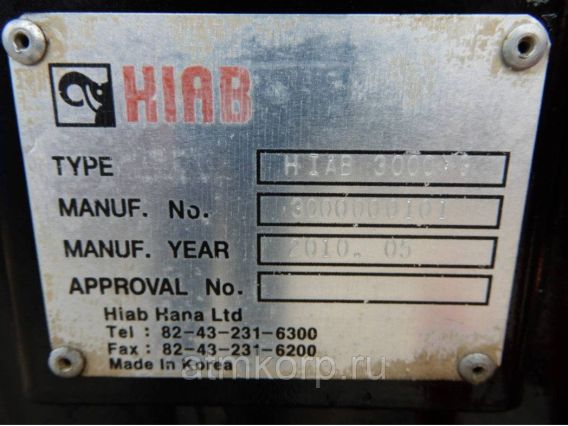 HIAB
TYPE HIAB
MANUF. No. 3000000101
MANUF. YEAR 2010. 05
APPROVAL No.
Hiab Hana Ltd
Tel : 82-43-231-6300
Fax : 82-43-231-6200
Made In Korea
atmkorp.ru